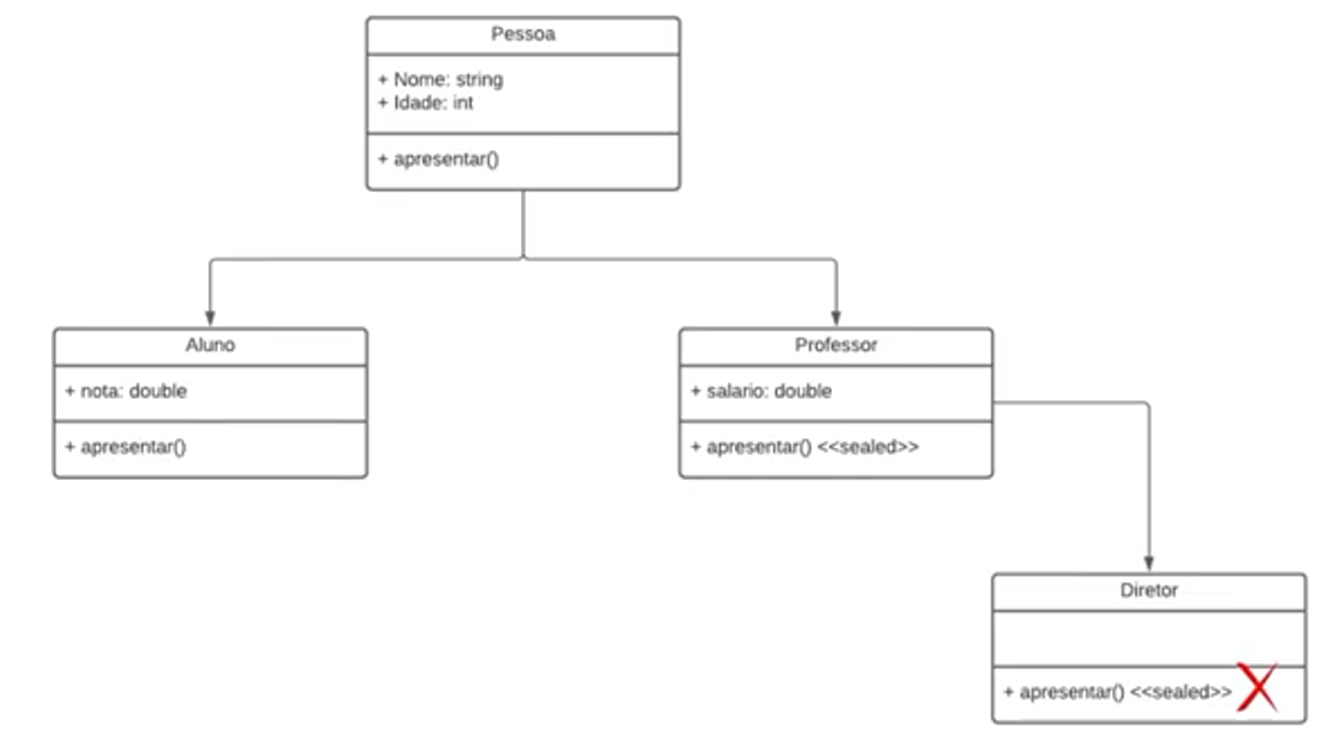 Pessoa
+ Nome: string
+ Idade: int
+ apresentar()
Aluno
+ nota: double
+ apresentar()
Professor
+ salario: double
+ apresentar() <<sealed>>
Diretor
+ apresentar() <<sealed>>